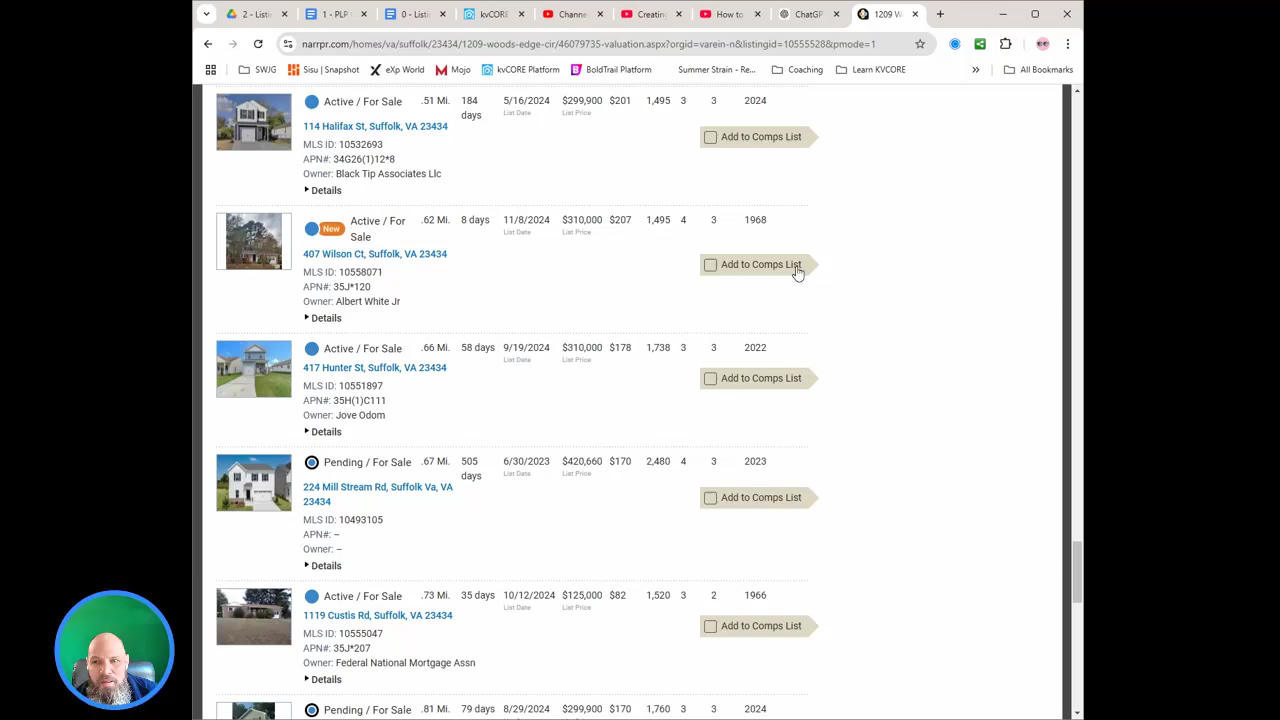 2 - Listin
1 - PLP
0 - Listin
kvCORE
Channe
Creating
How to
ChatGP
1209 W
narrpr.com/homes/va/suffolk/23434/1209-woods-edge-cir/46079735-valuation.aspx?orgid=varein-n&listingid=10555528&pmode=1
SWJG
Sisu | Snapshot
eXp World
Mojo
kvCORE Platform
BoldTrail Platform
Summer Strain - Re...
Coaching
Learn KVCORE
»
All Bookmarks
Active / For Sale .51 Mi. 184 days 5/16/2024 $299,900 $201 1,495 3 3 2024
List Date List Price
114 Halifax St, Suffolk, VA 23434
Add to Comps List
MLS ID: 10532693
APN#: 34G26(1)12*8
Owner: Black Tip Associates Llc
Details
New Active / For Sale .62 Mi. 8 days 11/8/2024 $310,000 $207 1,495 4 3 1968
List Date List Price
407 Wilson Ct, Suffolk, VA 23434
Add to Comps List
MLS ID: 10558071
APN#: 35J*120
Owner: Albert White Jr
Details
Active / For Sale .66 Mi. 58 days 9/19/2024 $310,000 $178 1,738 3 3 2022
List Date List Price
417 Hunter St, Suffolk, VA 23434
Add to Comps List
MLS ID: 10551897
APN#: 35H(1)C111
Owner: Jove Odom
Details
Pending / For Sale .67 Mi. 505 days 6/30/2023 $420,660 $170 2,480 4 3 2023
List Date List Price
224 Mill Stream Rd, Suffolk Va, VA
23434
Add to Comps List
MLS ID: 10493105
APN#: –
Owner: –
Details
Active / For Sale .73 Mi. 35 days 10/12/2024 $125,000 $82 1,520 3 2 1966
List Date List Price
1119 Custis Rd, Suffolk, VA 23434
Add to Comps List
MLS ID: 10555047
APN#: 35J*207
Owner: Federal National Mortgage Assn
Details
Pending / For Sale .81 Mi. 79 days 8/29/2024 $299,900 $170 1,760 3 3 2024